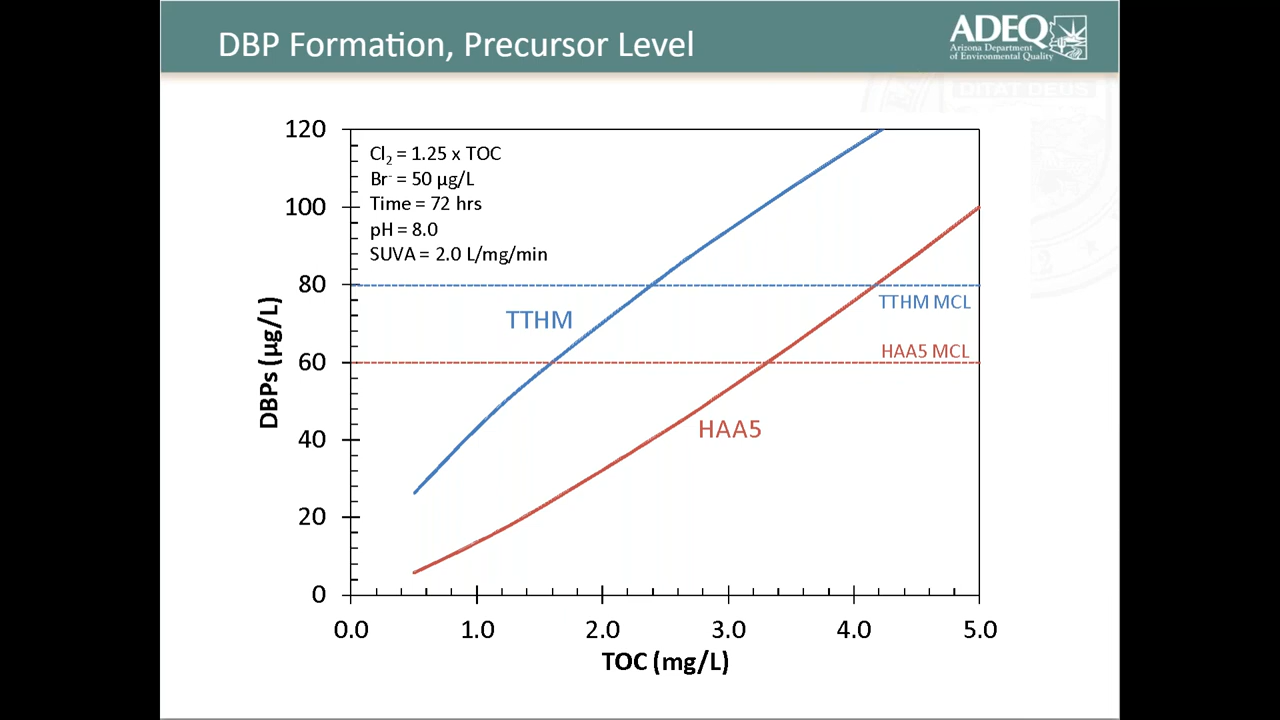 DBP Formation, Precursor Level
ADEQ
Arizona Department
of Environmental Quality
DITAT DEUS
120
100
80
60
40
20
0
DBPs (µg/L)
Cl₂ = 1.25 x TOC
Br⁻ = 50 µg/L
Time = 72 hrs
pH = 8.0
SUVA = 2.0 L/mg/min
TTHM
TTHM MCL
HAA5 MCL
HAA5
0.0 1.0 2.0 3.0 4.0 5.0
TOC (mg/L)